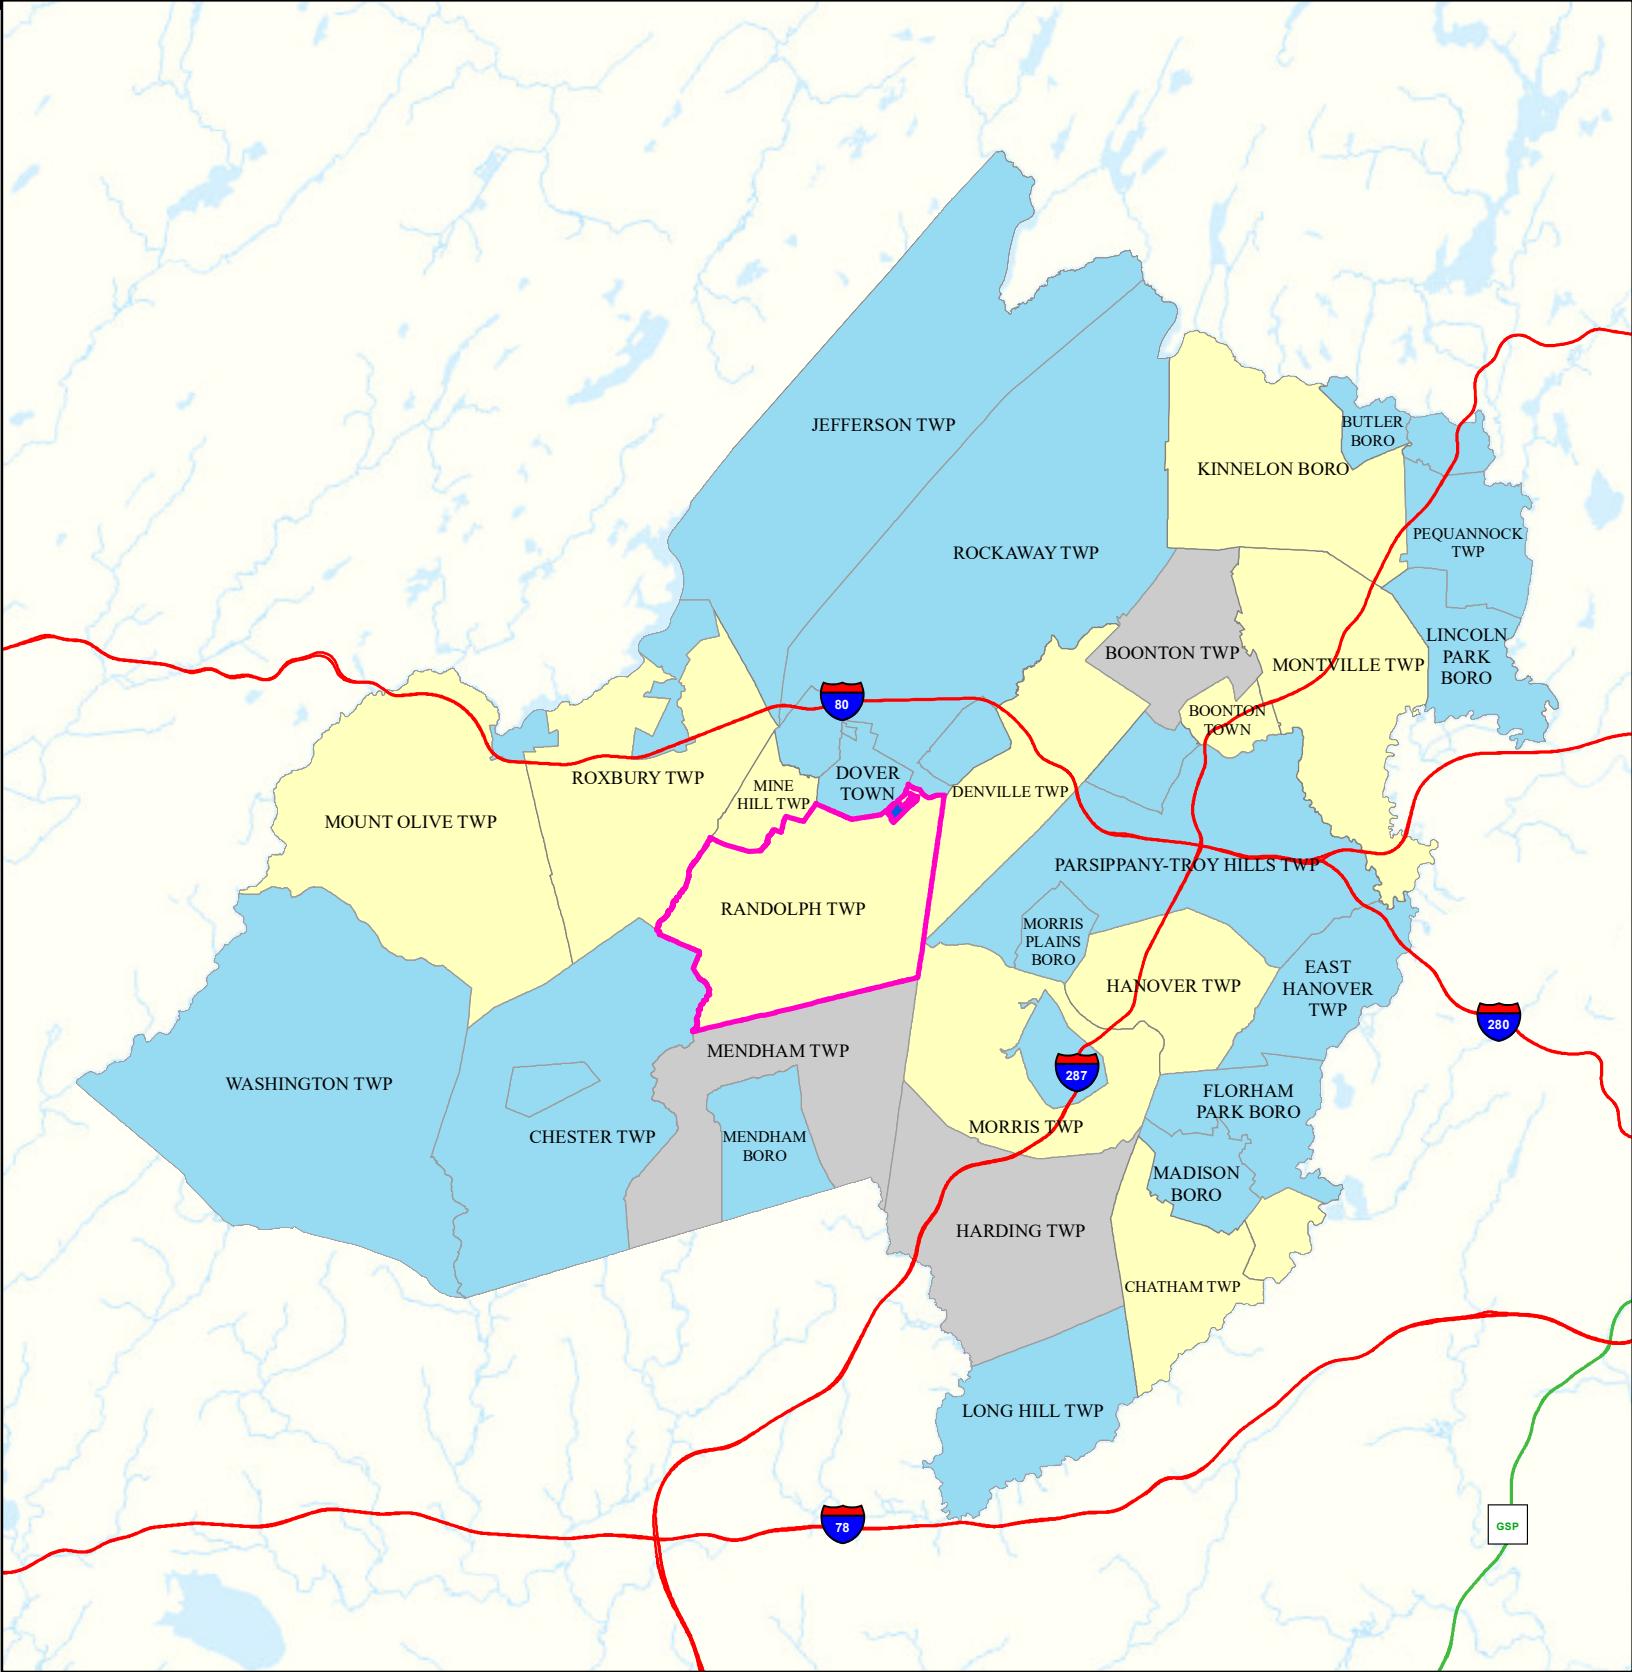 JEFFERSON TWP
BUTLER
BORO
KINNELON BORO
PEQUANNOCK
TWP
ROCKAWAY TWP
LINCOLN
PARK
BORO
BOONTON TWP
MONTVILLE TWP
80
BOONTON
TOWN
ROXBURY TWP
DOVER
TOWN
MINE
HILL TWP
DENVILLE TWP
MOUNT OLIVE TWP
PARSIPPANY-TROY HILLS TWP
RANDOLPH TWP
MORRIS
PLAINS
BORO
EAST
HANOVER
TWP
HANOVER TWP
280
MENDHAM TWP
287
WASHINGTON TWP
FLORHAM
PARK BORO
MORRIS TWP
CHESTER TWP
MENDHAM
BORO
MADISON
BORO
HARDING TWP
CHATHAM TWP
LONG HILL TWP
78
GSP